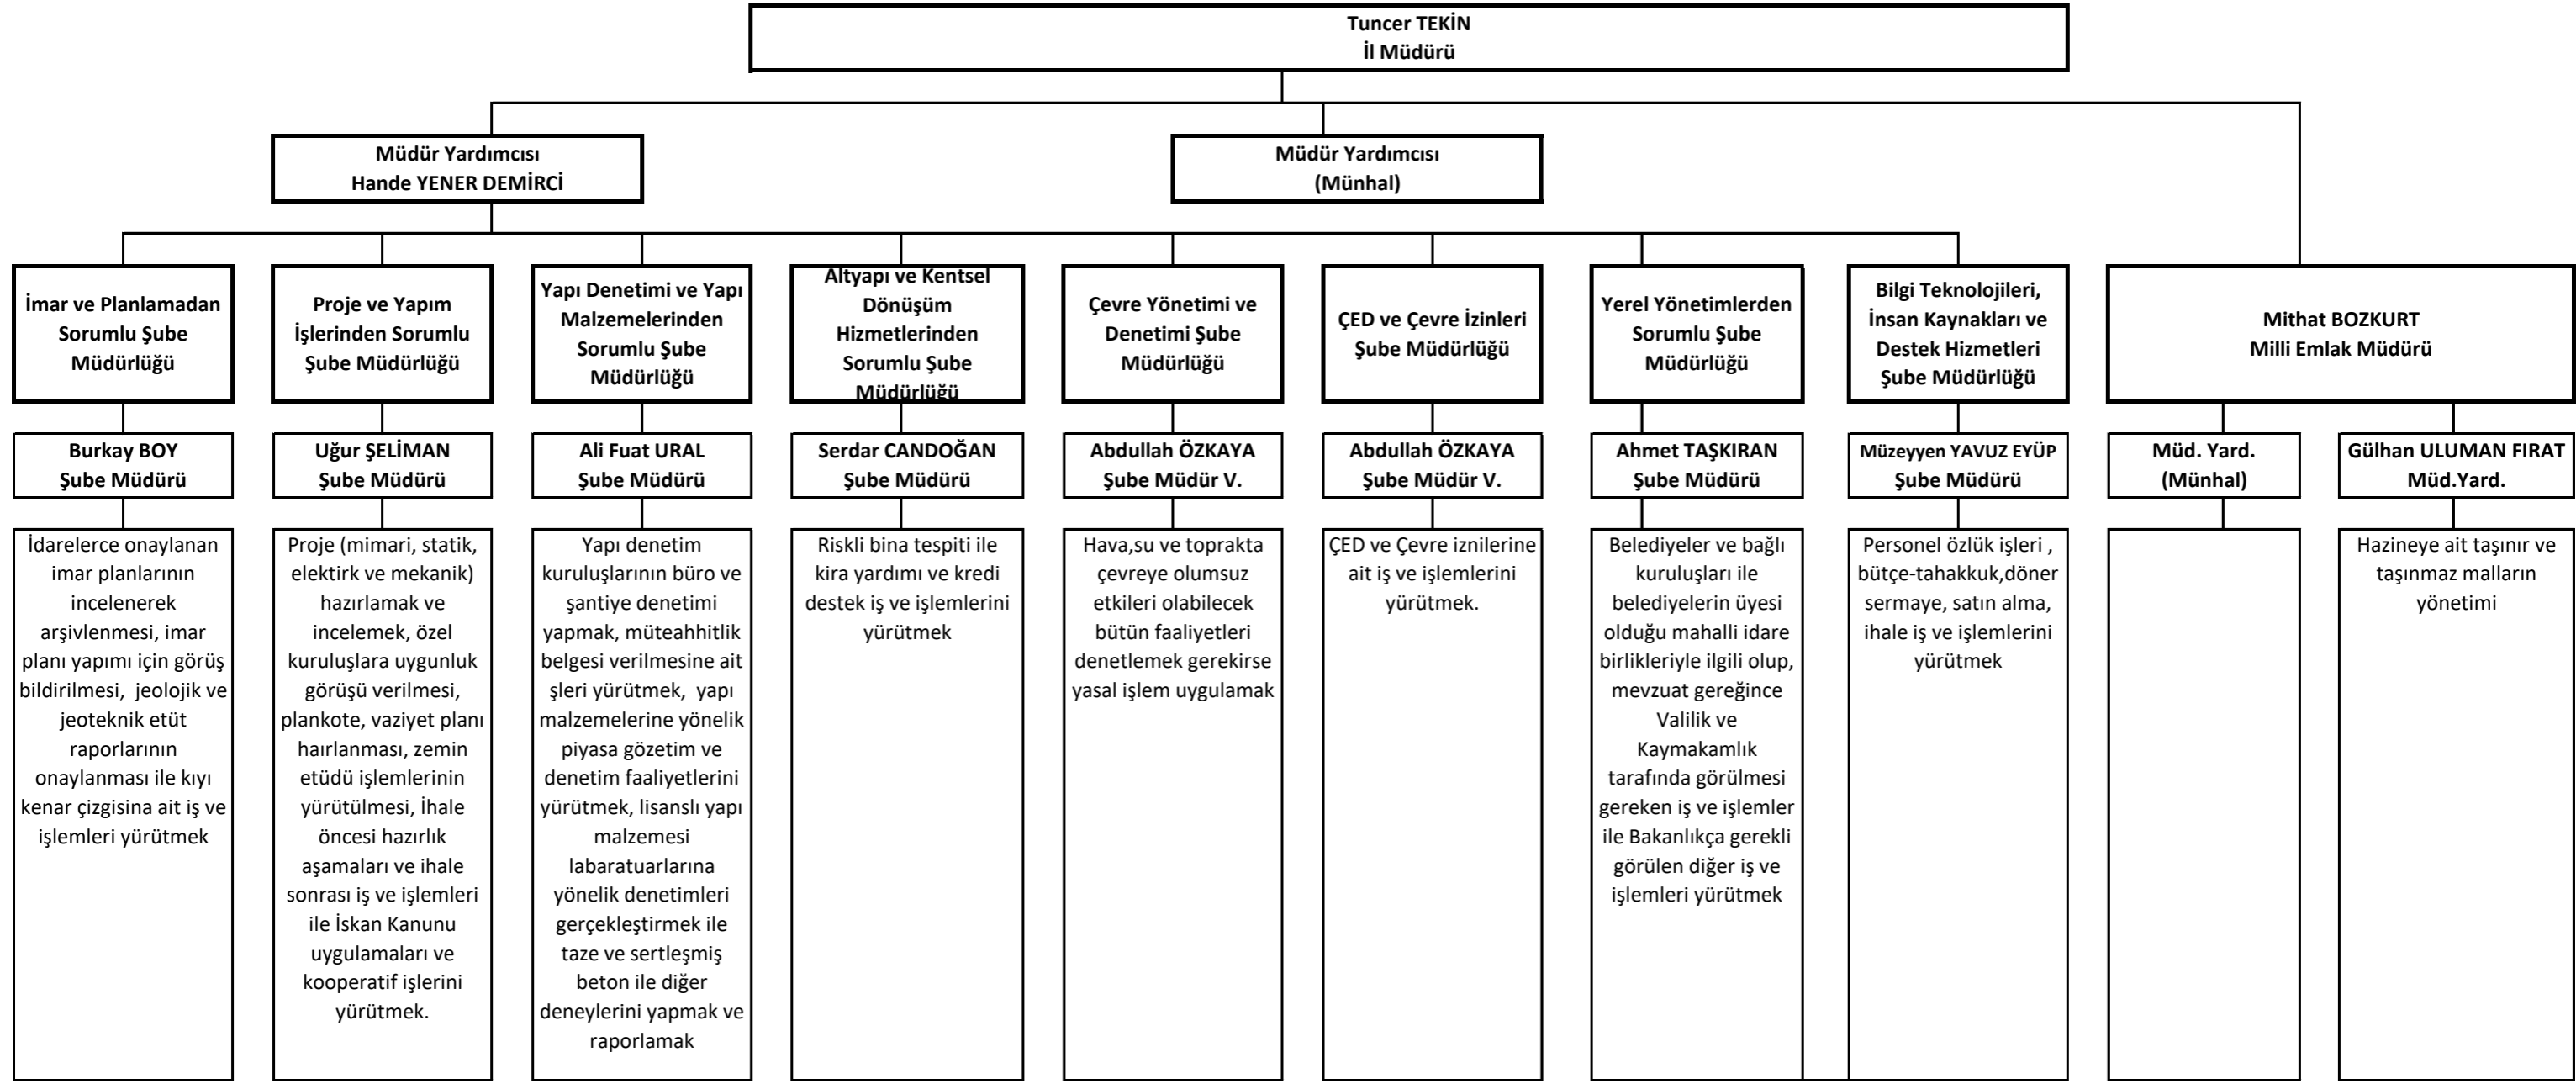 Tuncer TEKİN
İl Müdürü
Müdür Yardımcısı
Hande YENER DEMİRCİ
Müdür Yardımcısı
(Münhal)
İmar ve Planlamadan
Sorumlu Şube
Müdürlüğü
Proje ve Yapım
İşlerinden Sorumlu
Şube Müdürlüğü
Yapı Denetimi ve Yapı
Malzemelerinden
Sorumlu Şube
Müdürlüğü
Altyapı ve Kentsel
Dönüşüm
Hizmetlerinden
Sorumlu Şube
Müdürlüğü
Çevre Yönetimi ve
Denetimi Şube
Müdürlüğü
ÇED ve Çevre İzinleri
Şube Müdürlüğü
Yerel Yönetimlerden
Sorumlu Şube
Müdürlüğü
Bilgi Teknolojileri,
İnsan Kaynakları ve
Destek Hizmetleri
Şube Müdürlüğü
Mithat BOZKURT
Milli Emlak Müdürü
Burkay BOY
Şube Müdürü
Uğur ŞELİMAN
Şube Müdürü
Ali Fuat URAL
Şube Müdürü
Serdar CANDOĞAN
Şube Müdürü
Abdullah ÖZKAYA
Şube Müdür V.
Abdullah ÖZKAYA
Şube Müdür V.
Ahmet TAŞKIRAN
Şube Müdürü
Müzeyyen YAVUZ EYÜP
Şube Müdürü
Müd. Yard.
(Münhal)
Gülhan ULUMAN FIRAT
Müd.Yard.
İdarelerce onaylanan
imar planlarının
incelenerek
arşivlenmesi, imar
planı yapımı için görüş
bildirilmesi, jeolojik ve
jeoteknik etüt
raporlarının
onaylanması ile kıyı
kenar çizgisina ait iş ve
işlemleri yürütmek
Proje (mimari, statik,
elektirk ve mekanik)
hazırlamak ve
incelemek, özel
kuruluşlara uygunluk
görüşü verilmesi,
plankote, vaziyet planı
haırlanması, zemin
etüdü işlemlerinin
yürütülmesi, İhale
öncesi hazırlık
aşamaları ve ihale
sonrası iş ve işlemleri
ile İskan Kanunu
uygulamaları ve
kooperatif işlerini
yürütmek.
Yapı denetim
kuruluşlarının büro ve
şantiye denetimi
yapmak, müteahhitlik
belgesi verilmesine ait
şleri yürütmek, yapı
malzemelerine yönelik
piyasa gözetim ve
denetim faaliyetlerini
yürütmek, lisanslı yapı
malzemesi
labaratuarlarına
yönelik denetimleri
gerçekleştirmek ile
taze ve sertleşmiş
beton ile diğer
deneylerini yapmak ve
raporlamak
Riskli bina tespiti ile
kira yardımı ve kredi
destek iş ve işlemlerini
yürütmek
Hava,su ve toprakta
çevreye olumsuz
etkileri olabilecek
bütün faaliyetleri
denetlemek gerekirse
yasal işlem uygulamak
ÇED ve Çevre iznilerine
ait iş ve işlemlerini
yürütmek.
Belediyeler ve bağlı
kuruluşları ile
belediyelerin üyesi
olduğu mahalli idare
birlikleriyle ilgili olup,
mevzuat gereğince
Valilik ve
Kaymakamlık
tarafında görülmesi
gereken iş ve işlemler
ile Bakanlıkça gerekli
görülen diğer iş ve
işlemleri yürütmek
Personel özlük işleri ,
bütçe-tahakkuk,döner
sermaye, satın alma,
ihale iş ve işlemlerini
yürütmek
Hazineye ait taşınır ve
taşınmaz malların
yönetimi